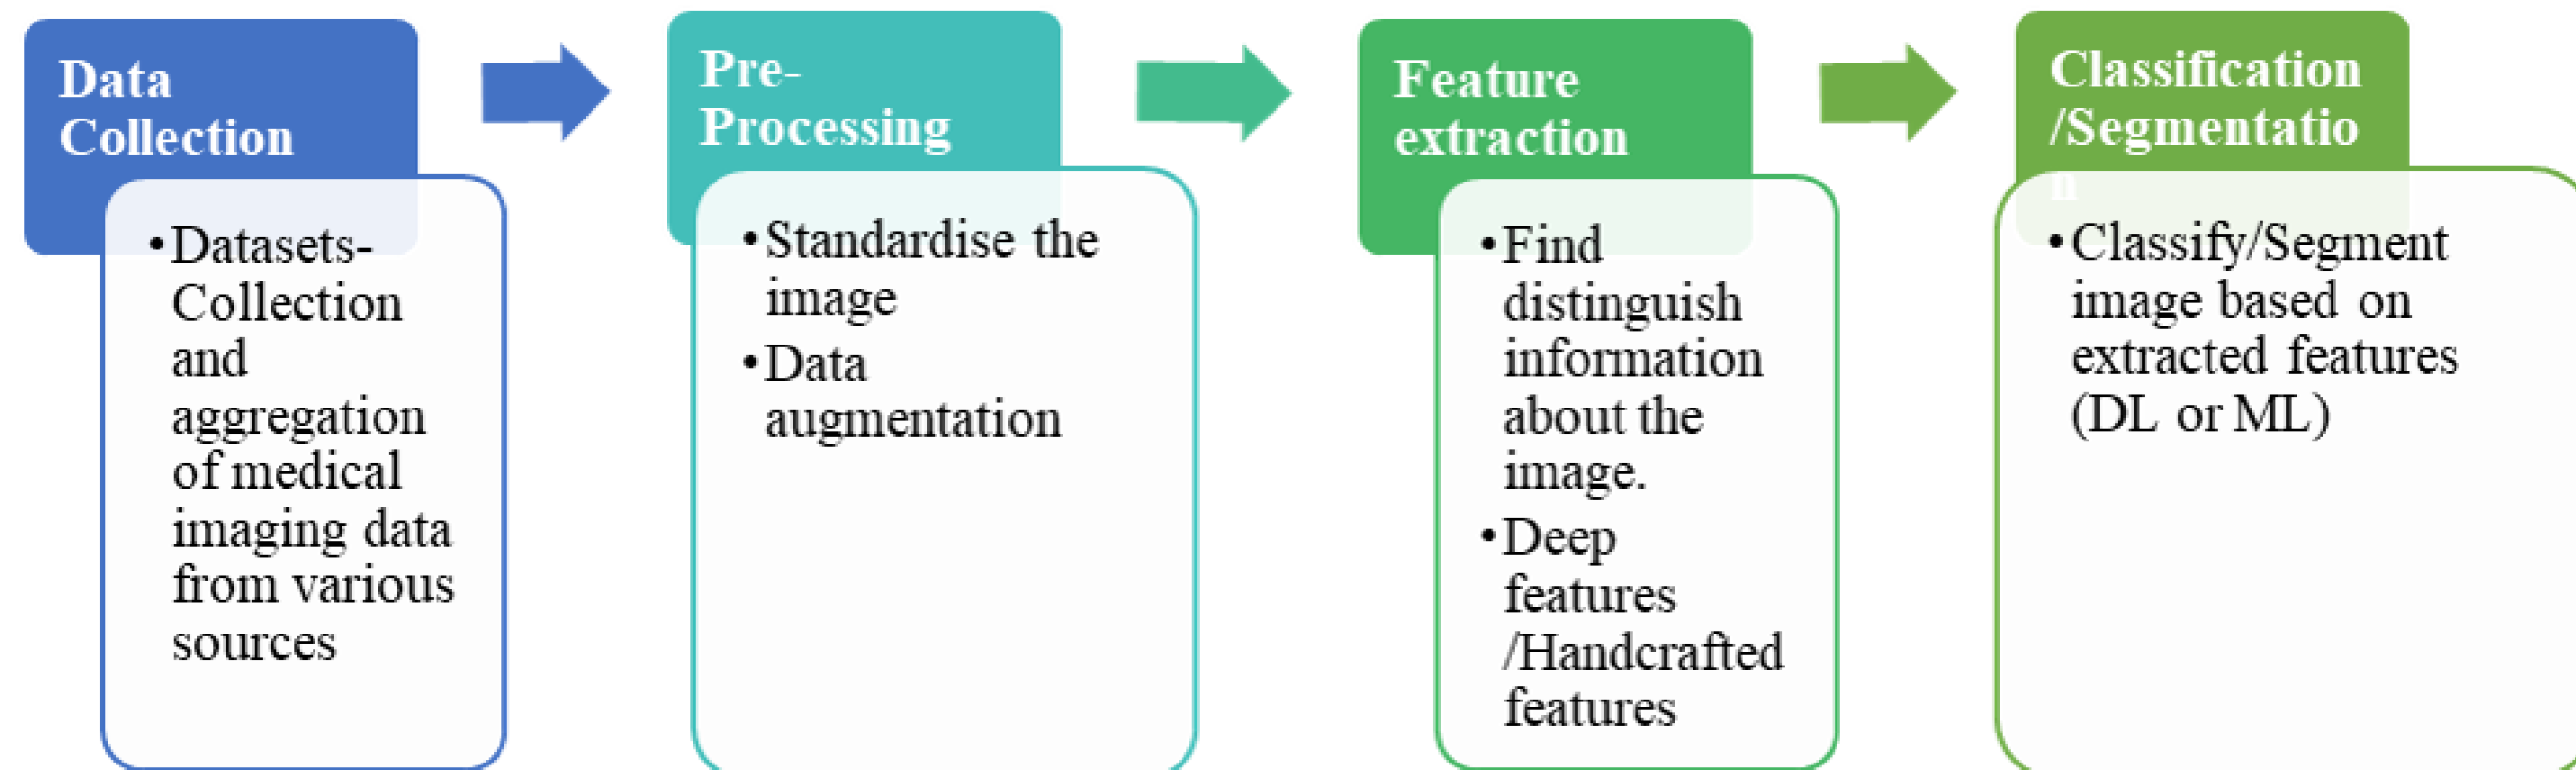 Data
Collection
•Datasets-
Collection
and
aggregation
of medical
imaging data
from various
sources
Pre-
Processing
•Standardise the
image
•Data
augmentation
Feature
extraction
•Find
distinguish
information
about the
image.
•Deep
features
/Handcrafted
features
Classification
/Segmentatio
n
•Classify/Segment
image based on
extracted features
(DL or ML)